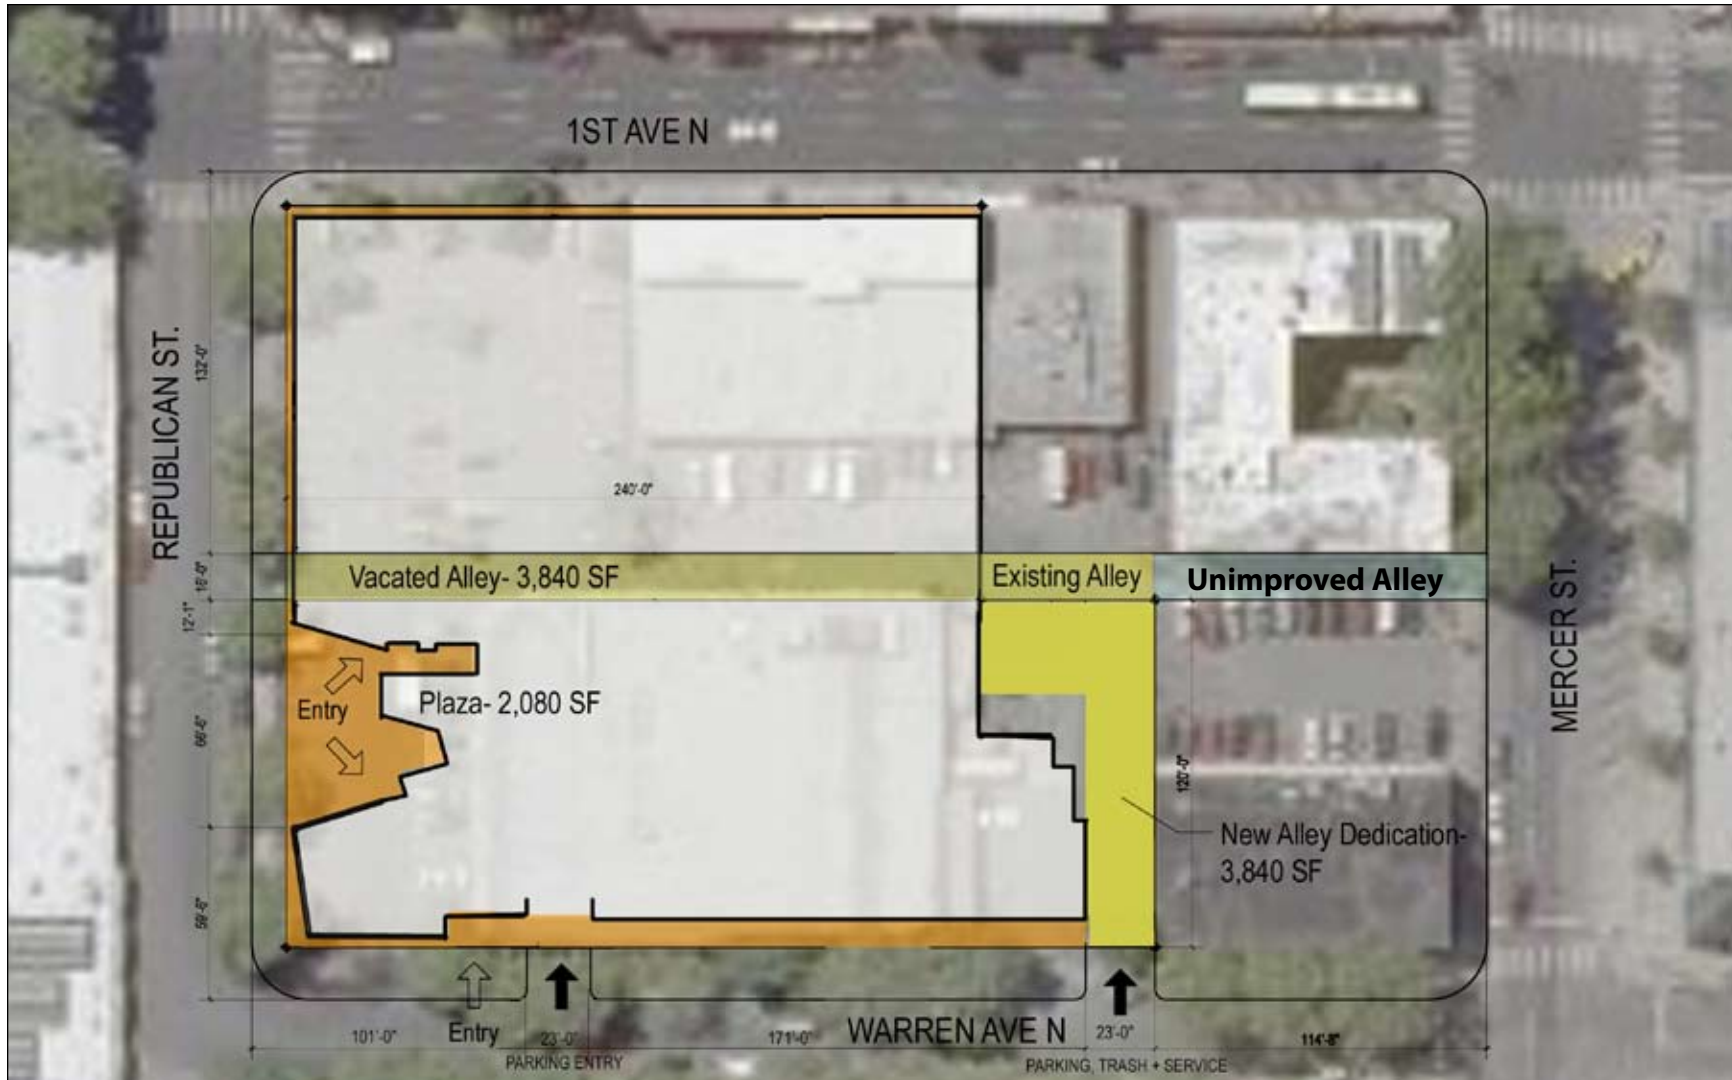 1ST AVE N
REPUBLICAN ST.
132'-0"
240'-0"
16'-0"
Vacated Alley- 3,840 SF
Existing Alley
Unimproved Alley
MERCER ST.
12'-1"
Entry
Plaza- 2,080 SF
66'-6"
120'-0"
New Alley Dedication-
3,840 SF
59'-6"
101'-0"
Entry
23'-0"
PARKING ENTRY
171'-0"
WARREN AVE N
23'-0"
PARKING, TRASH + SERVICE
114'-8"